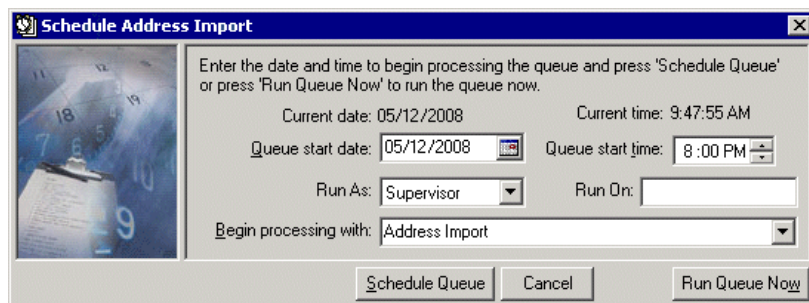 Schedule Address Import
Enter the date and time to begin processing the queue and press 'Schedule Queue'
or press 'Run Queue Now' to run the queue now.
Current date: 05/12/2008 Current time: 9:47:55 AM
Queue start date: 05/12/2008 Queue start time: 8:00 PM
Run As: Supervisor Run On:
Begin processing with: Address Import
Schedule Queue Cancel Run Queue Now